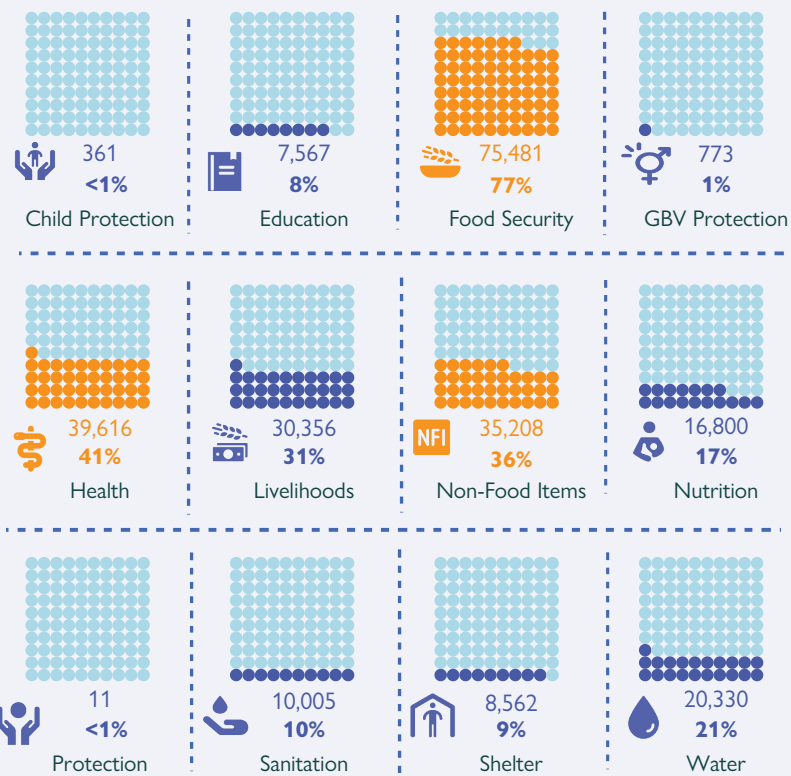 361
<1%
Child Protection
7,567
8%
Education
75,481
77%
Food Security
773
1%
GBV Protection
39,616
41%
Health
30,356
31%
Livelihoods
NFI
35,208
36%
Non-Food Items
16,800
17%
Nutrition
11
<1%
Protection
10,005
10%
Sanitation
8,562
9%
Shelter
20,330
21%
Water